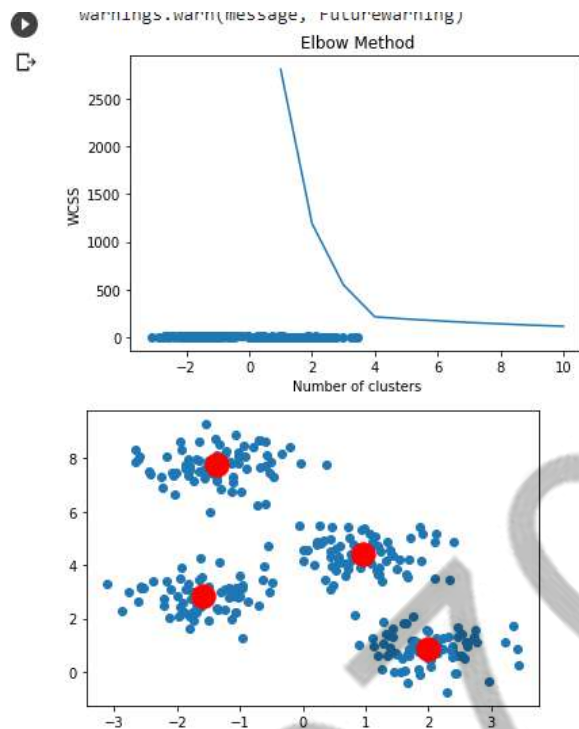 warnings.warn(message, FutureWarning)
Elbow Method
2500
2000
1500
1000
500
0
WCSS
−2 0 2 4 6 8 10
Number of clusters
8
6
4
2
0
−3 −2 −1 0 1 2 3